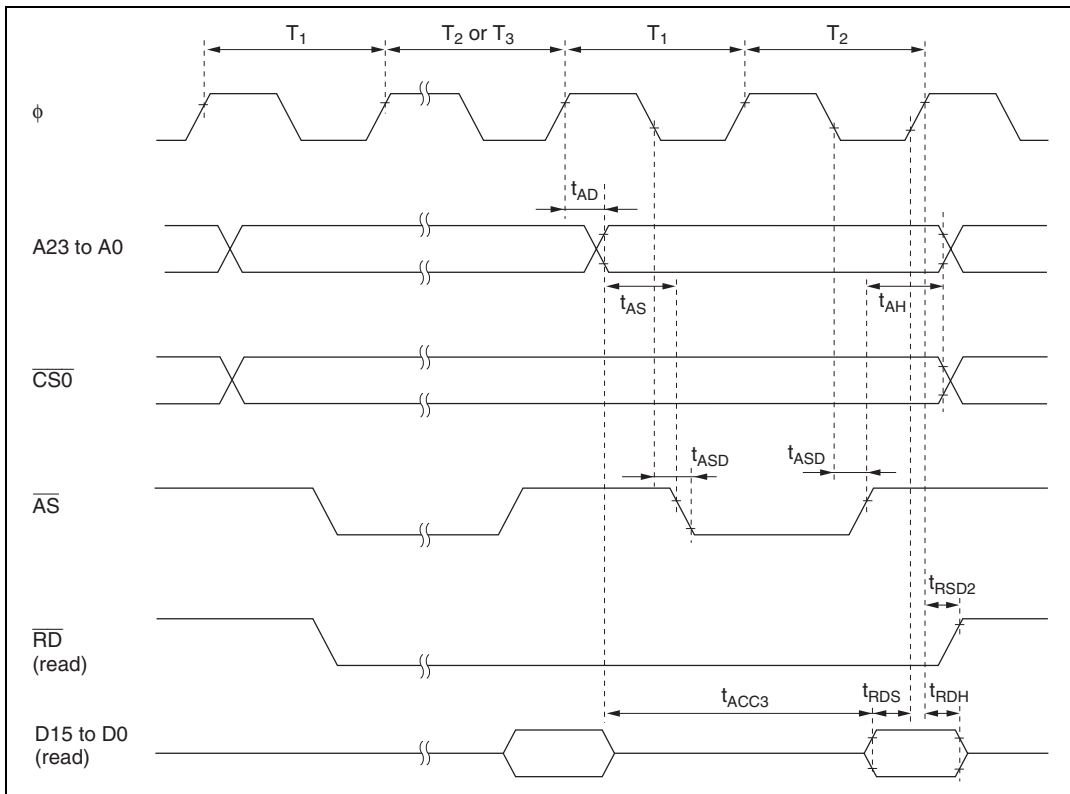 T1 T2 or T3 T1 T2
ϕ
tAD
A23 to A0
tAS tAH
CS0
tASD tASD
AS
tRSD2
RD
(read)
tACC3 tRDS tRDH
D15 to D0
(read)